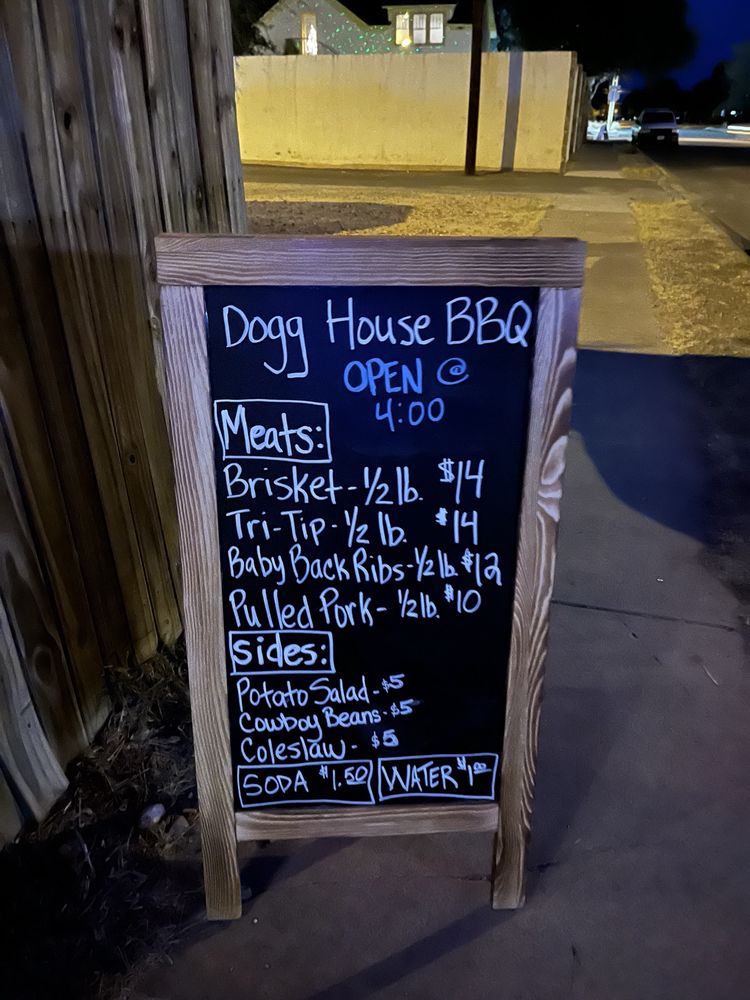 Dogg House BBQ
OPEN @
4:00
Meats:
Brisket - 1/2 lb. $14
Tri-Tip - 1/2 lb. $14
Baby Back Ribs - 1/2 lb. $12
Pulled Pork - 1/2 lb. $10
Sides:
Potato Salad - $5
Cowboy Beans - $5
Coleslaw - $5
SODA $1.50 WATER $1.00